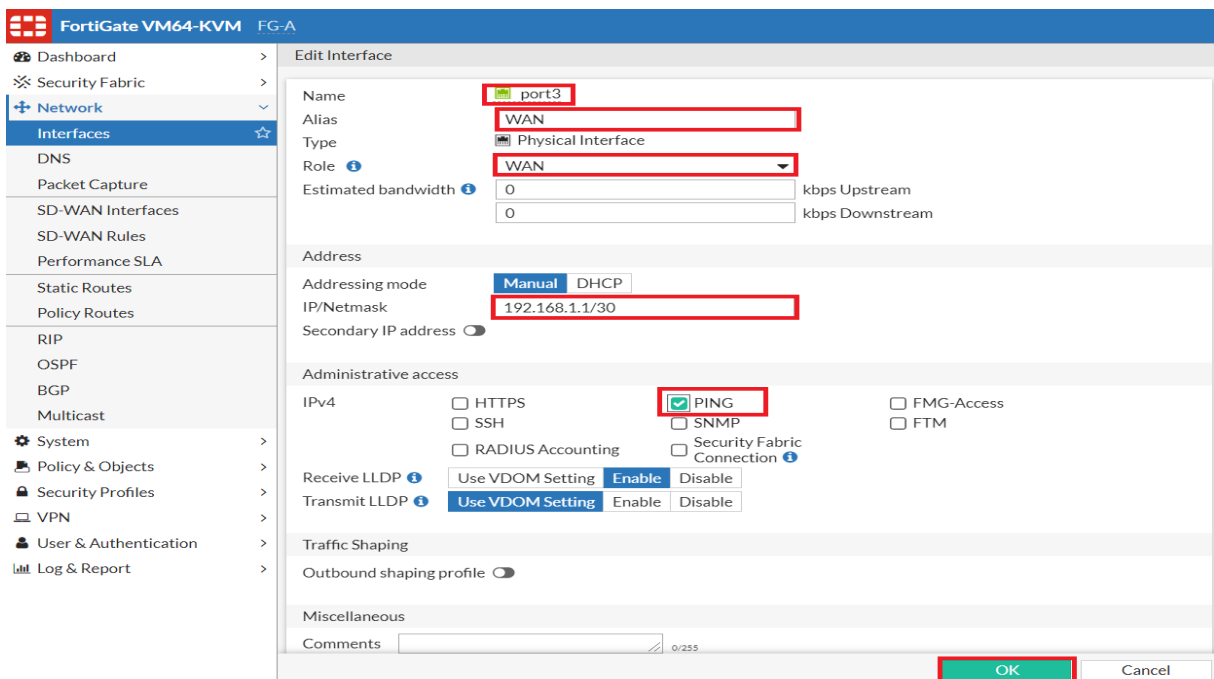 FortiGate VM64-KVM FG-A
Dashboard
Security Fabric
Network
Interfaces
DNS
Packet Capture
SD-WAN Interfaces
SD-WAN Rules
Performance SLA
Static Routes
Policy Routes
RIP
OSPF
BGP
Multicast
System
Policy & Objects
Security Profiles
VPN
User & Authentication
Log & Report
Edit Interface
Name port3
Alias WAN
Type Physical Interface
Role WAN
Estimated bandwidth 0 kbps Upstream
0 kbps Downstream
Address
Addressing mode Manual DHCP
IP/Netmask 192.168.1.1/30
Secondary IP address
Administrative access
IPv4 HTTPS PING FMG-Access
SSH SNMP FTM
RADIUS Accounting Security Fabric
Connection
Receive LLDP Use VDOM Setting Enable Disable
Transmit LLDP Use VDOM Setting Enable Disable
Traffic Shaping
Outbound shaping profile
Miscellaneous
Comments 0/255
OK Cancel